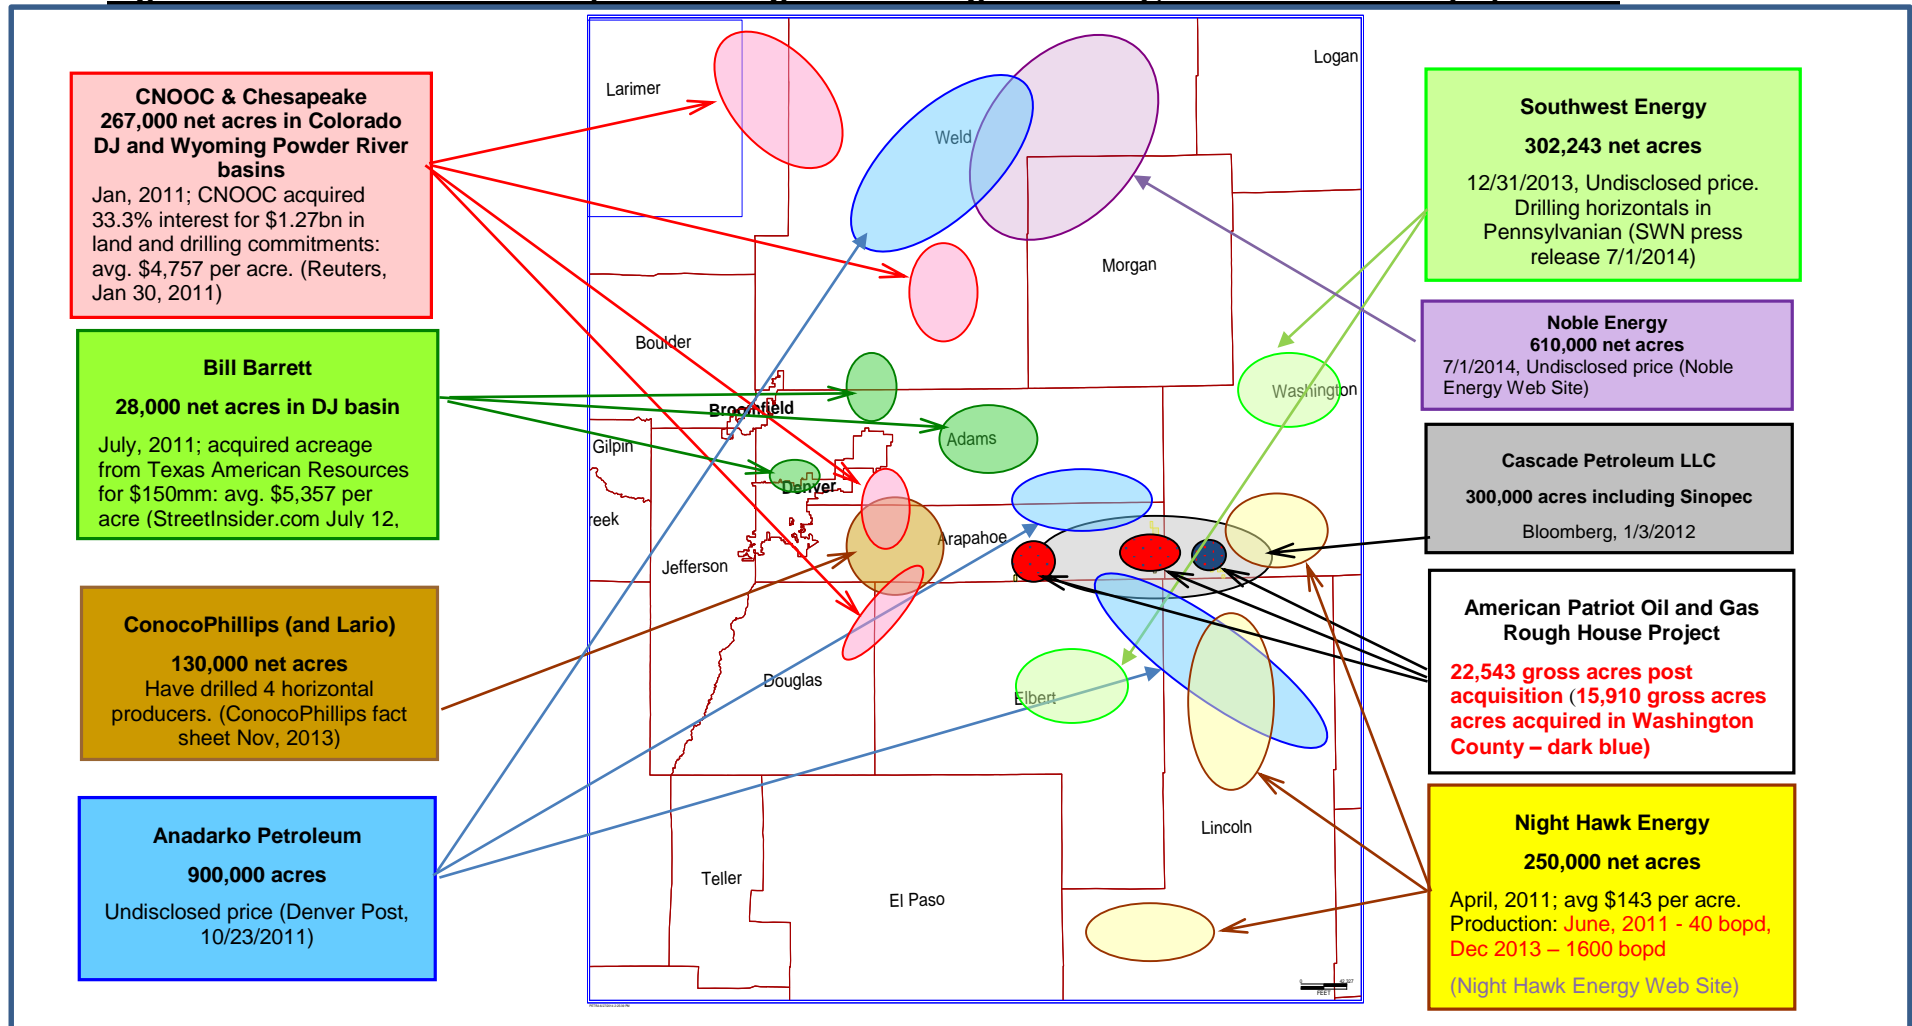 CNOOC & Chesapeake
267,000 net acres in Colorado
DJ and Wyoming Powder River
basins
Jan, 2011; CNOOC acquired
33.3% interest for $1.27bn in
land and drilling commitments:
avg. $4,757 per acre. (Reuters,
Jan 30, 2011)
Bill Barrett
28,000 net acres in DJ basin
July, 2011; acquired acreage
from Texas American Resources
for $150mm: avg. $5,357 per
acre (StreetInsider.com July 12,
ConocoPhillips (and Lario)
130,000 net acres
Have drilled 4 horizontal
producers. (ConocoPhillips fact
sheet Nov, 2013)
Anadarko Petroleum
900,000 acres
Undisclosed price (Denver Post,
10/23/2011)
Larimer
Weld
Logan
Morgan
Boulder
Broomfield
Gilpin
Adams
Washington
Denver
reek
Jefferson
Arapahoe
Douglas
Elbert
Lincoln
Teller
El Paso
FEET
Southwest Energy
302,243 net acres
12/31/2013, Undisclosed price.
Drilling horizontals in
Pennsylvanian (SWN press
release 7/1/2014)
Noble Energy
610,000 net acres
7/1/2014, Undisclosed price (Noble
Energy Web Site)
Cascade Petroleum LLC
300,000 acres including Sinopec
Bloomberg, 1/3/2012
American Patriot Oil and Gas
Rough House Project
22,543 gross acres post
acquisition (15,910 gross acres
acres acquired in Washington
County – dark blue)
Night Hawk Energy
250,000 net acres
April, 2011; avg $143 per acre.
Production: June, 2011 - 40 bopd,
Dec 2013 – 1600 bopd
(Night Hawk Energy Web Site)